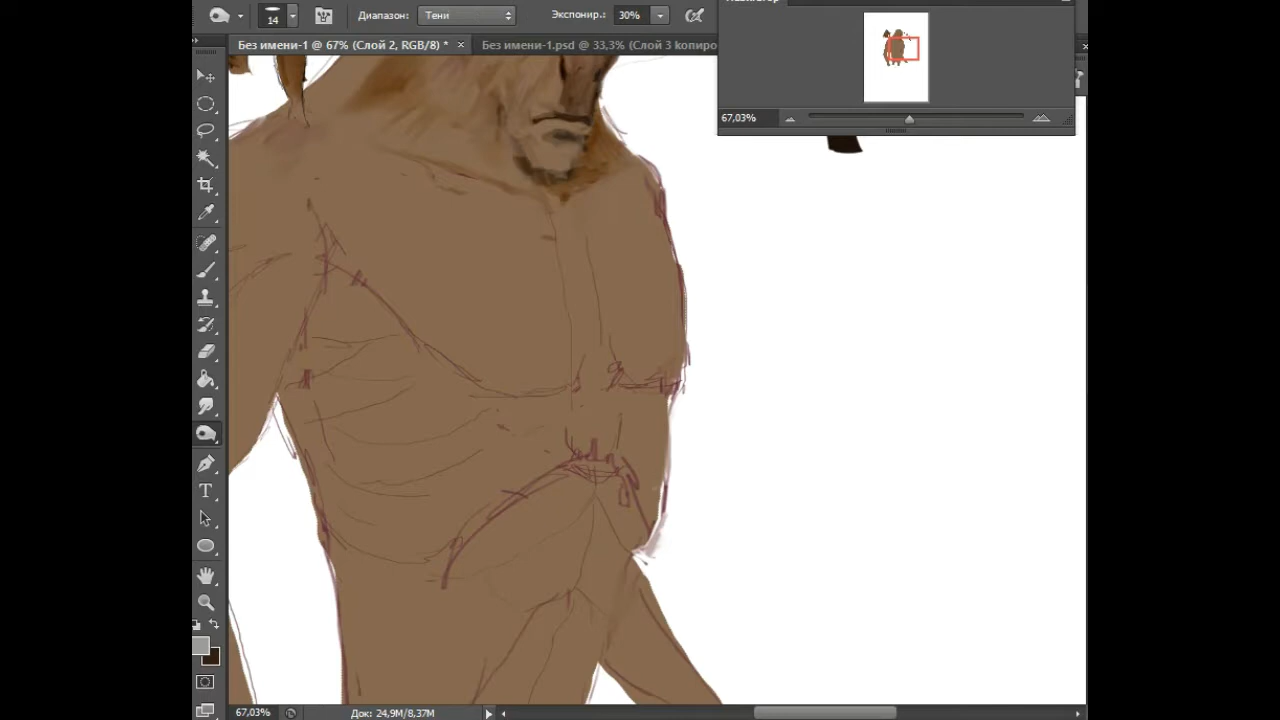 14
Диапазон:
Тени
Экспонир.:
30%
Без имени-1 @ 67% (Слой 2, RGB/8) *
×
Без имени-1.psd @ 33,3% (Слой 3 копиро
67,03%
T
67,03%
Док: 24,9M/8,37M